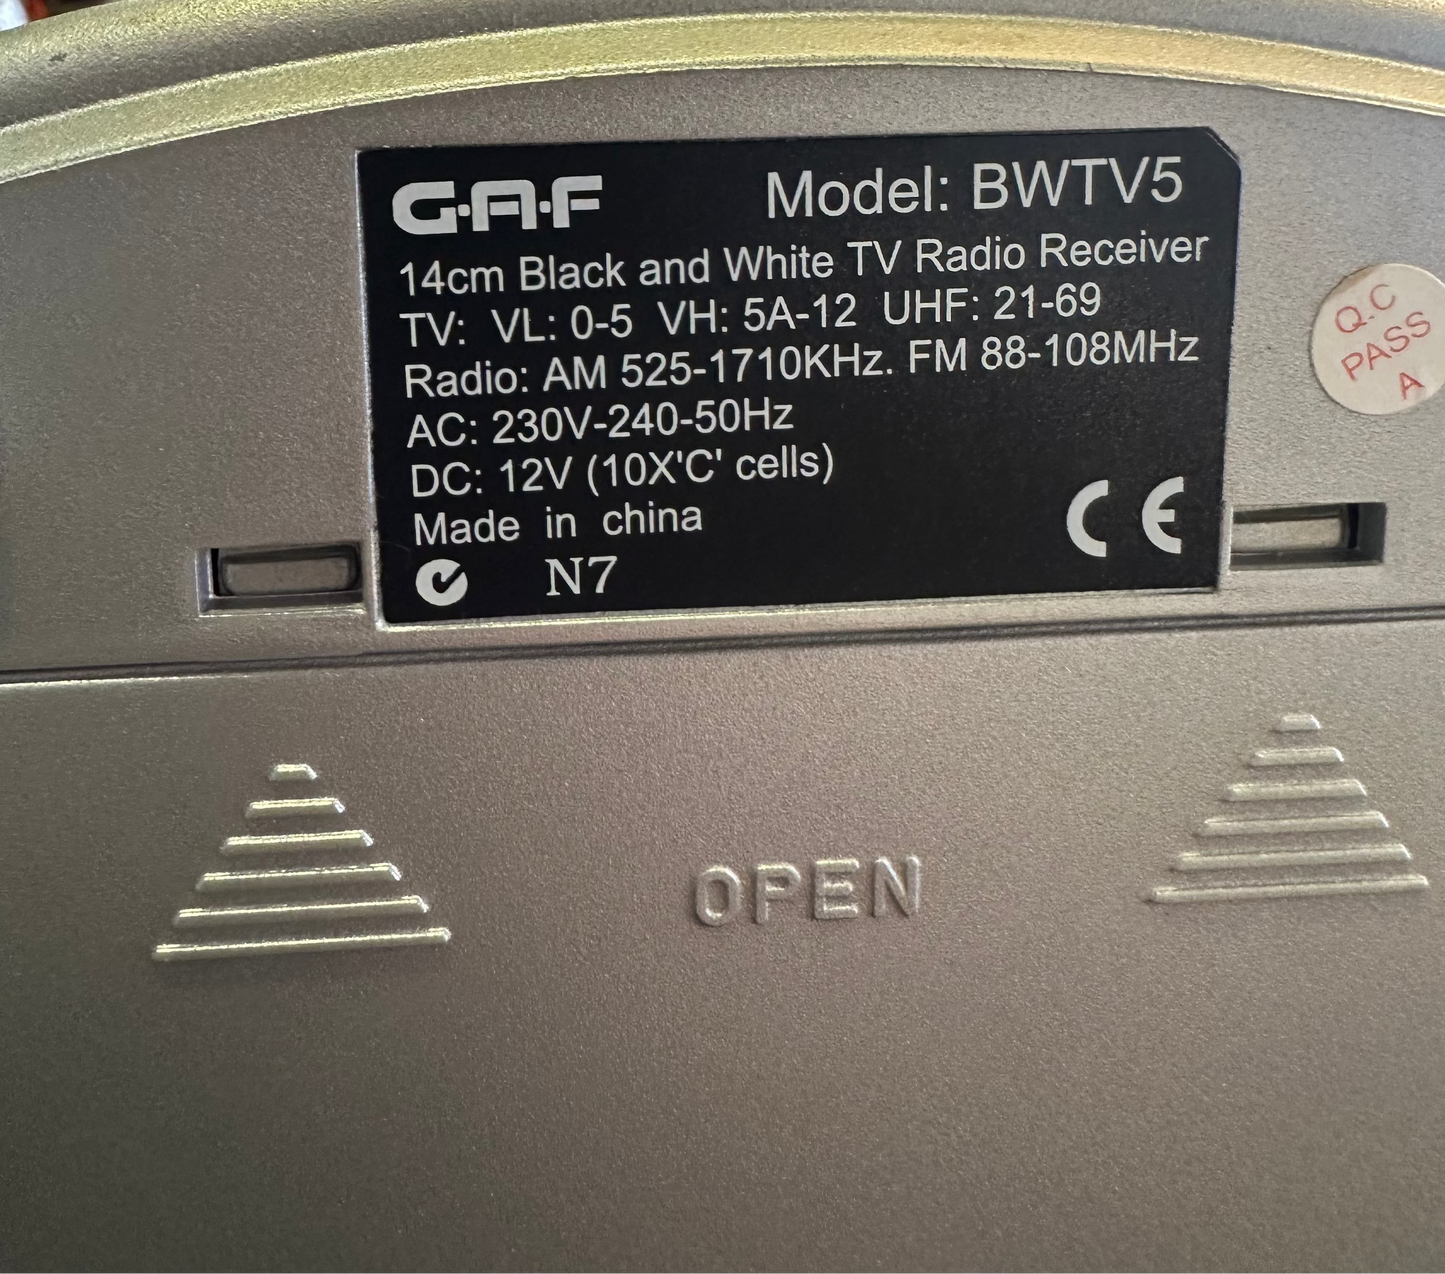 G·A·F Model: BWTV5
14cm Black and White TV Radio Receiver
TV: VL: 0-5 VH: 5A-12 UHF: 21-69
Radio: AM 525-1710KHz. FM 88-108MHz
AC: 230V-240-50Hz
DC: 12V (10X'C' cells)
Made in china
N7
CE
Q.C
PASS
A
OPEN